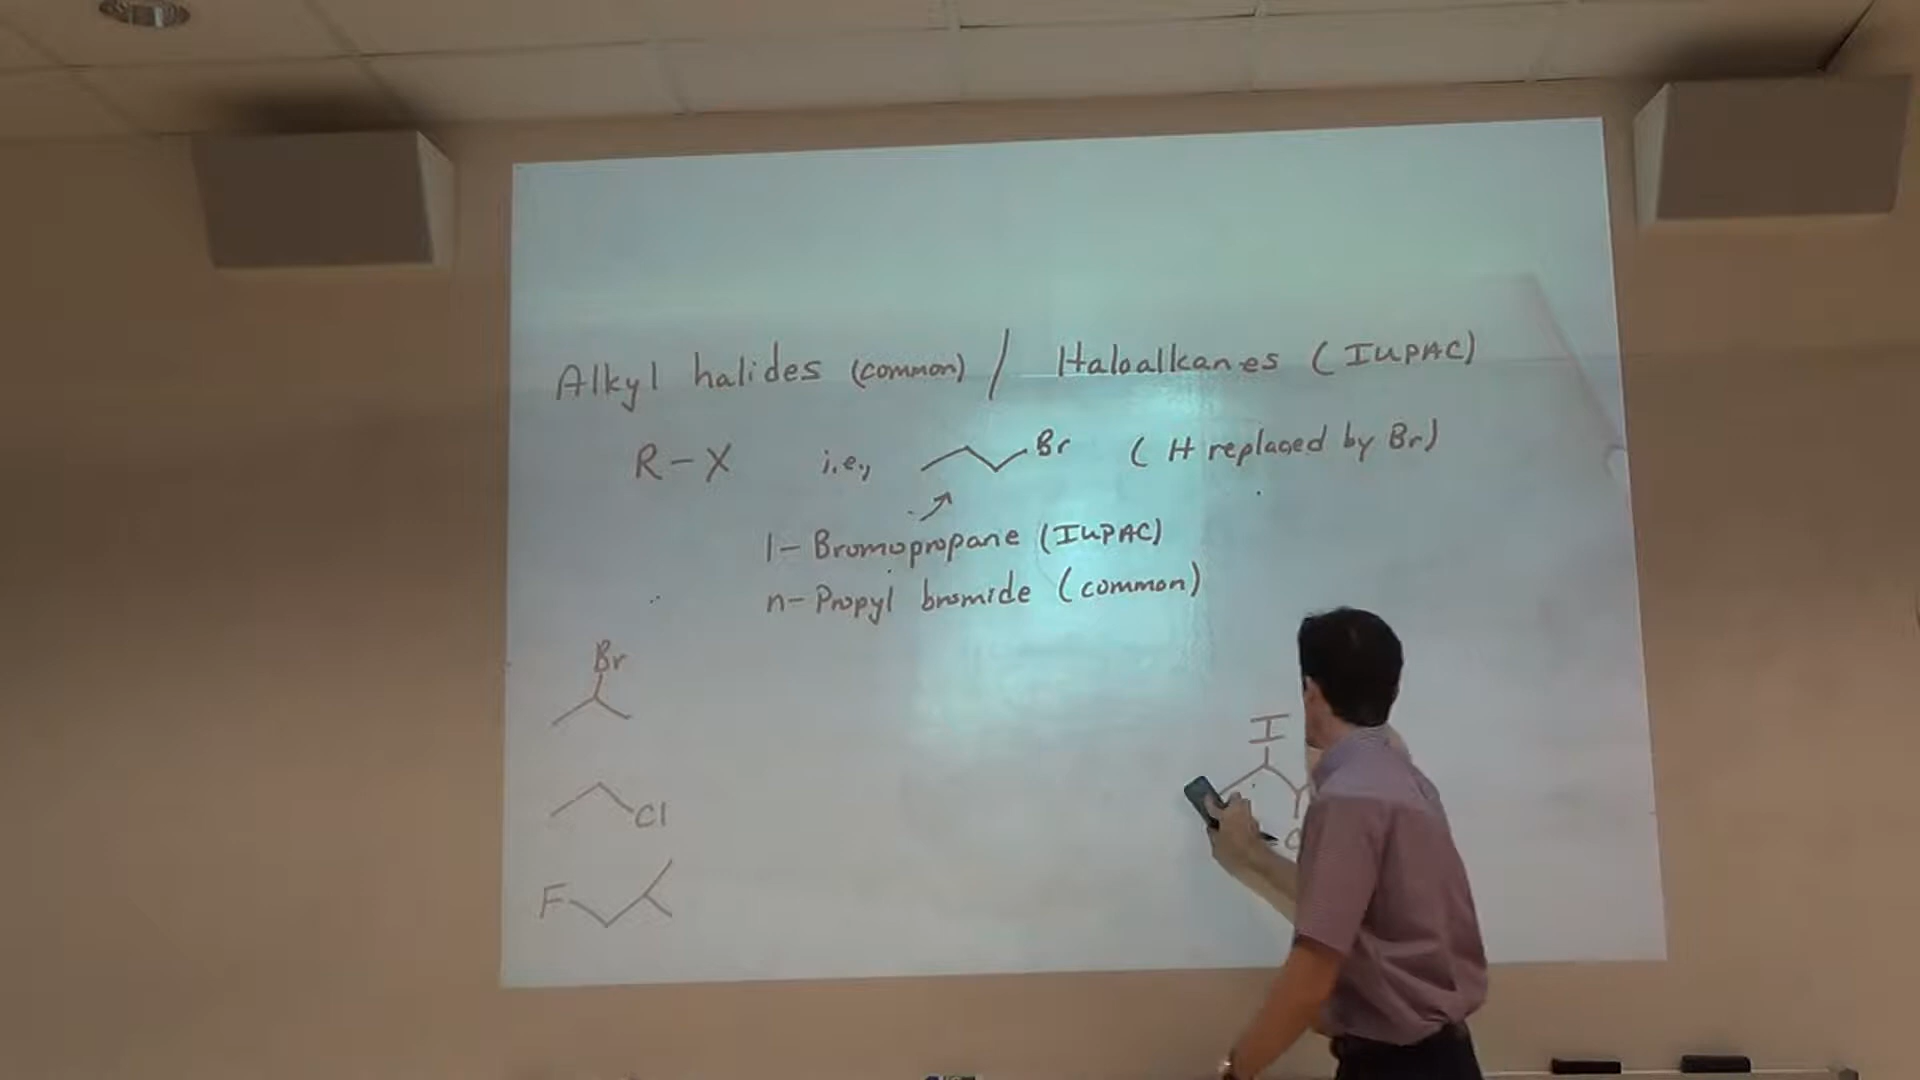 Alkyl halides (common) / Haloalkanes (IUPAC)
R-X i.e., Br (H replaced by Br)
1-Bromopropane (IUPAC)
n-Propyl bromide (common)
Br
I
Cl
F